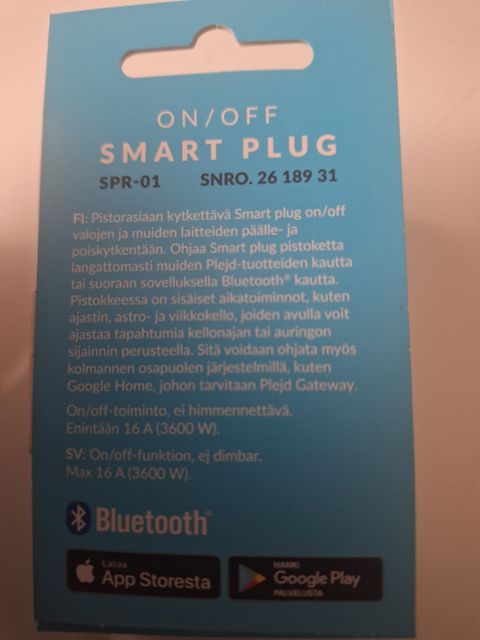 ON/OFF
SMART PLUG
SPR-01 SNRO. 26 189 31
FI: Pistorasiaan kytkettävä Smart plug on/off
valojen ja muiden laitteiden päälle- ja
poiskytkentään. Ohjaa Smart plug pistoketta
langattomasti muiden Plejd-tuotteiden kautta
tai suoraan sovelluksella Bluetooth® kautta.
Pistokkeessa on sisäiset aikatoiminnot, kuten
ajastin, astro- ja viikkokello, joiden avulla voit
ajastaa tapahtumia kellonajan tai auringon
sijainnin perusteella. Sitä voidaan ohjata myös
kolmannen osapuolen järjestelmillä, kuten
Google Home, johon tarvitaan Plejd Gateway.
On/off-toiminto, ei himmennettävä.
Enintään 16 A (3600 W).
SV: On/off-funktion, ej dimbar.
Max 16 A (3600 W).
Bluetooth®
Lataa
App Storesta
HANKI
Google Play
PALVELUSTA